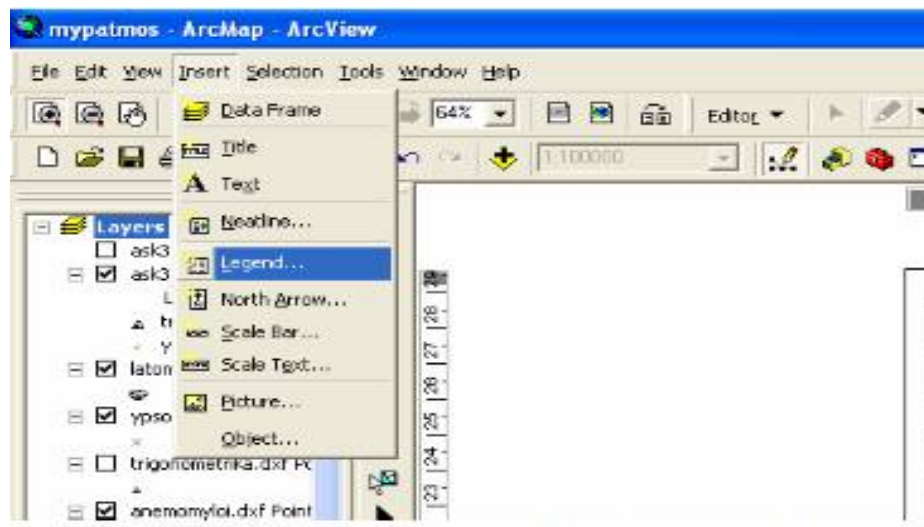 mypatmos - ArcMap - ArcView
File Edit View Insert Selection Tools Window Help
64% Editor
1:100000
Data Frame
Title
Text
Neatline...
Legend...
North Arrow...
Scale Bar...
Scale Text...
Picture...
Object...
Layers
ask3
ask3
L
tr
Y
laton
ypso
trigonometrika.dxf Po
anemomyloi.dxf Point
28
27
26
25
24
23